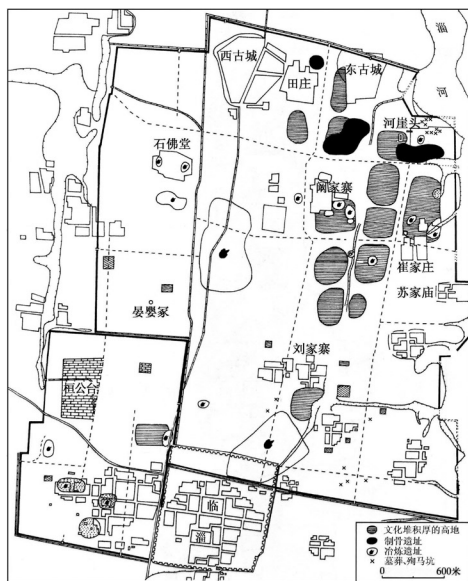 淄
河
西古城
田庄
东古城
河崖头
石佛堂
阚家寨
崔家庄
苏家庙
晏婴冢
刘家寨
桓公台
临
淄
文化堆积厚的高地
制骨遗址
冶炼遗址
墓葬、殉马坑
0 600米